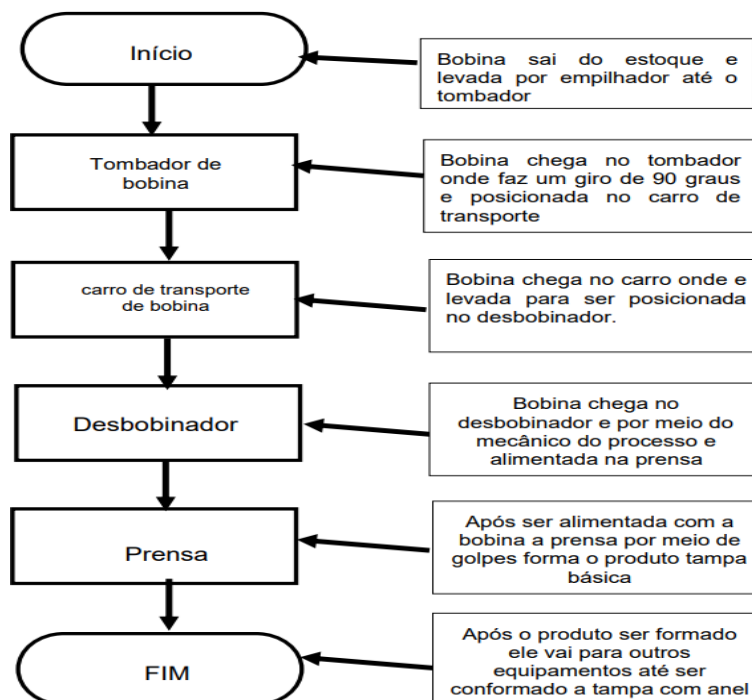 Início
Bobina sai do estoque e
levada por empilhador até o
tombador
Tombador de
bobina
Bobina chega no tombador
onde faz um giro de 90 graus
e posicionada no carro de
transporte
carro de transporte
de bobina
Bobina chega no carro onde e
levada para ser posicionada
no desbobinador.
Desbobinador
Bobina chega no
desbobinador e por meio do
mecânico do processo e
alimentada na prensa
Prensa
Após ser alimentada com a
bobina a prensa por meio de
golpes forma o produto tampa
básica
FIM
Após o produto ser formado
ele vai para outros
equipamentos até ser
conformado a tampa com anel